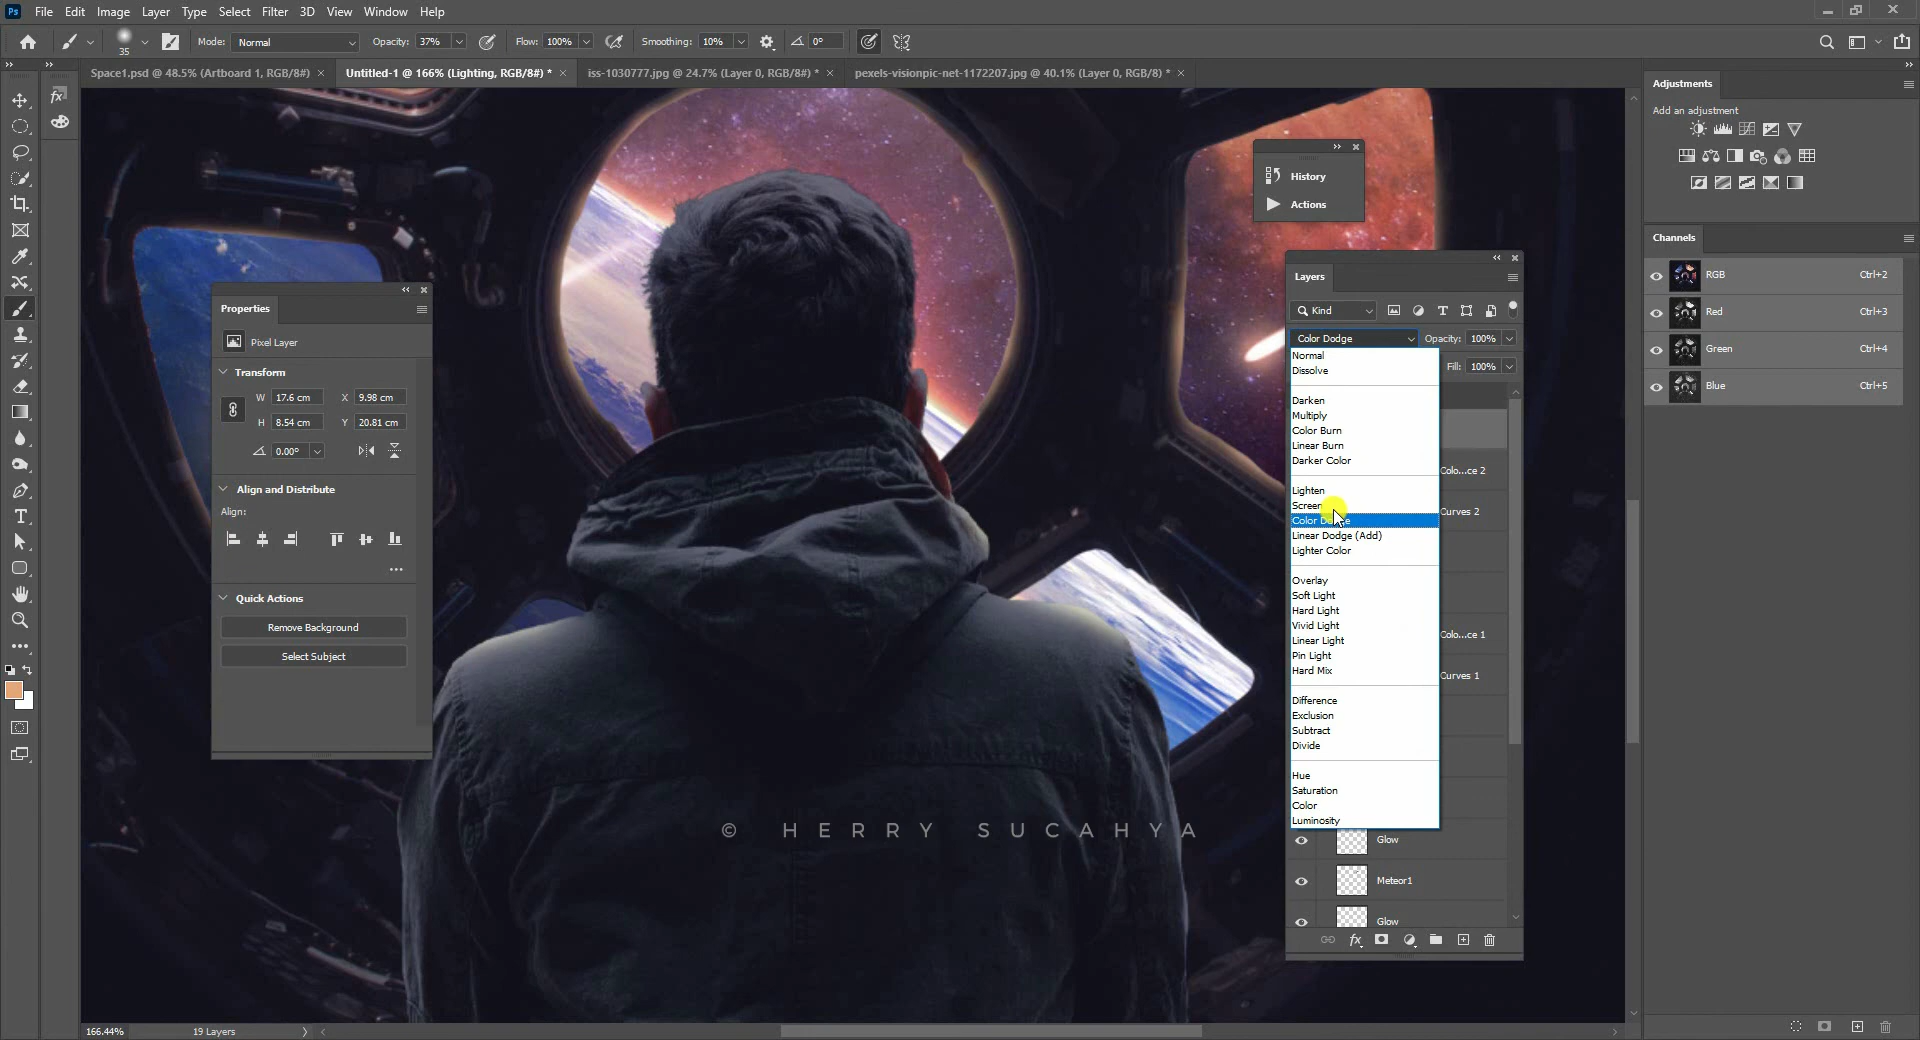 Ps File Edit Image Layer Type Select Filter 3D View Window Help
35 Mode: Normal Opacity: 37% Flow: 100% Smoothing: 10% 0°
Space1.psd @ 48.5% (Artboard 1, RGB/8#) × Untitled-1 @ 166% (Lighting, RGB/8#) * × iss-1030777.jpg @ 24.7% (Layer 0, RGB/8#) * × pexels-visionpic-net-1172207.jpg @ 40.1% (Layer 0, RGB/8) * ×
fx
Properties
Pixel Layer
Transform
W 17.6 cm X 9.98 cm
H 8.54 cm Y 20.81 cm
0.00°
Align and Distribute
Align:
Quick Actions
Remove Background
Select Subject
History
Actions
Layers
Kind
Color Dodge Opacity: 100%
Fill: 100%
Normal
Dissolve
Darken
Multiply
Color Burn
Linear Burn
Darker Color
Lighten
Screen
Color Dodge
Linear Dodge (Add)
Lighter Color
Overlay
Soft Light
Hard Light
Vivid Light
Linear Light
Pin Light
Hard Mix
Difference
Exclusion
Subtract
Divide
Hue
Saturation
Color
Luminosity
Colo...ce 2
Curves 2
Colo...ce 1
Curves 1
Glow
Meteor1
Glow
fx
Adjustments
Add an adjustment
Channels
RGB Ctrl+2
Red Ctrl+3
Green Ctrl+4
Blue Ctrl+5
© HERRY SUCAHYA
166.44% 19 Layers